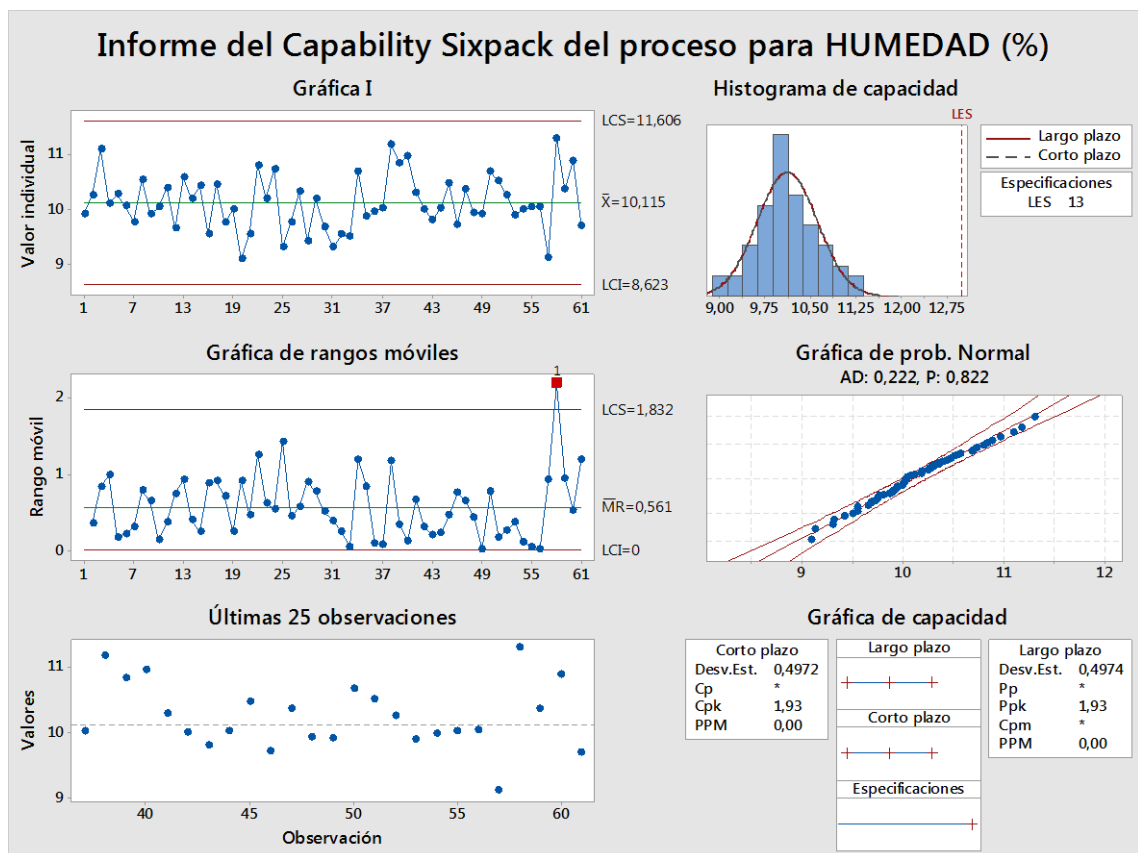 Informe del Capability Sixpack del proceso para HUMEDAD (%)
Gráfica I
Valor individual
11
10
9
1 7 13 19 25 31 37 43 49 55 61
LCS=11,606
X̅=10,115
LCI=8,623
Histograma de capacidad
LES
9,00 9,75 10,50 11,25 12,00 12,75
Largo plazo
Corto plazo
Especificaciones
LES 13
Gráfica de rangos móviles
Rango móvil
2
1
0
1
1 7 13 19 25 31 37 43 49 55 61
LCS=1,832
M̅R̅=0,561
LCI=0
Gráfica de prob. Normal
AD: 0,222, P: 0,822
9 10 11 12
Últimas 25 observaciones
Valores
11
10
9
40 45 50 55 60
Observación
Gráfica de capacidad
Corto plazo
Desv.Est. 0,4972
Cp *
Cpk 1,93
PPM 0,00
Largo plazo
Corto plazo
Especificaciones
Largo plazo
Desv.Est. 0,4974
Pp *
Ppk 1,93
Cpm *
PPM 0,00